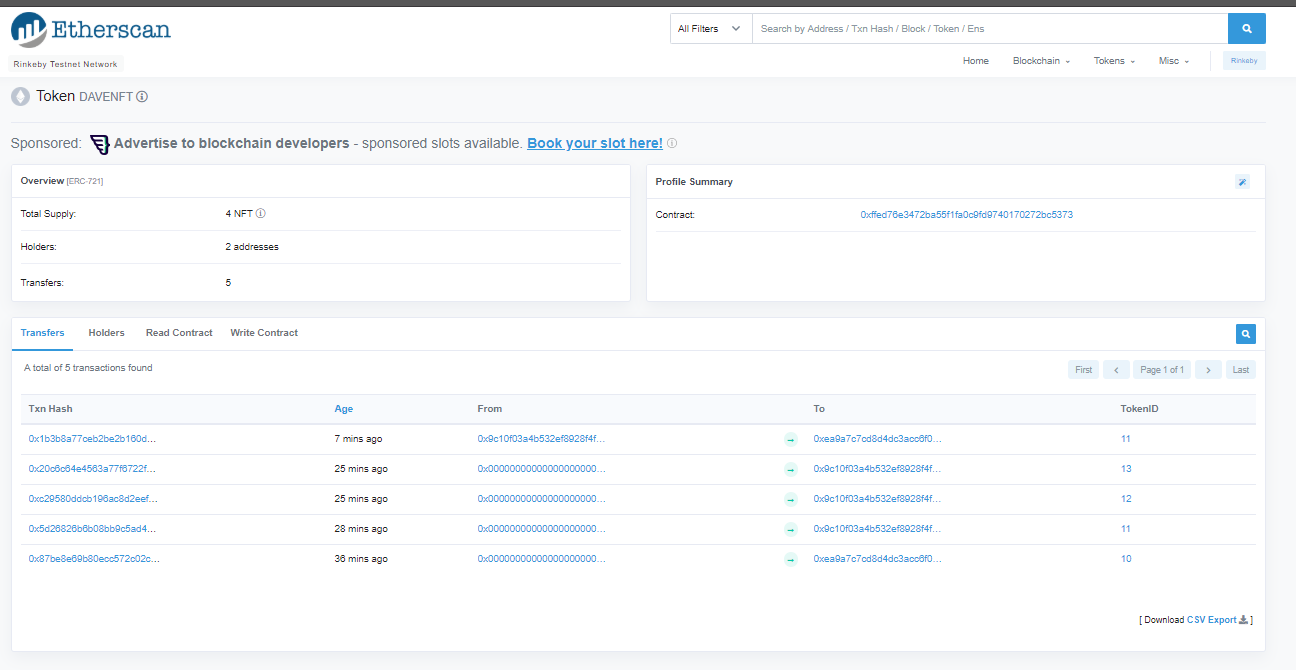 Etherscan
All Filters Search by Address / Txn Hash / Block / Token / Ens
Rinkeby Testnet Network
Home Blockchain Tokens Misc Rinkeby
Token DAVENFT
Sponsored: Advertise to blockchain developers - sponsored slots available. Book your slot here!
Overview [ERC-721]
Total Supply: 4 NFT
Holders: 2 addresses
Transfers: 5
Profile Summary
Contract: 0xffed76e3472ba55f1fa0c9fd9740170272bc5373
Transfers Holders Read Contract Write Contract
A total of 5 transactions found
First Page 1 of 1 Last
Txn Hash Age From To TokenID
0x1b3b8a77ceb2be2b160d... 7 mins ago 0x9c10f03a4b532ef8928f4f... 0xea9a7c7cd8d4dc3acc6f0... 11
0x20c6c64e4563a77f6722f... 25 mins ago 0x00000000000000000000... 0x9c10f03a4b532ef8928f4f... 13
0xc29580ddcb196ac8d2eef... 25 mins ago 0x00000000000000000000... 0x9c10f03a4b532ef8928f4f... 12
0x5d26826b6b08bb9c5ad4... 28 mins ago 0x00000000000000000000... 0x9c10f03a4b532ef8928f4f... 11
0x87be8e69b80ecc572c02c... 36 mins ago 0x00000000000000000000... 0xea9a7c7cd8d4dc3acc6f0... 10
[ Download CSV Export ]